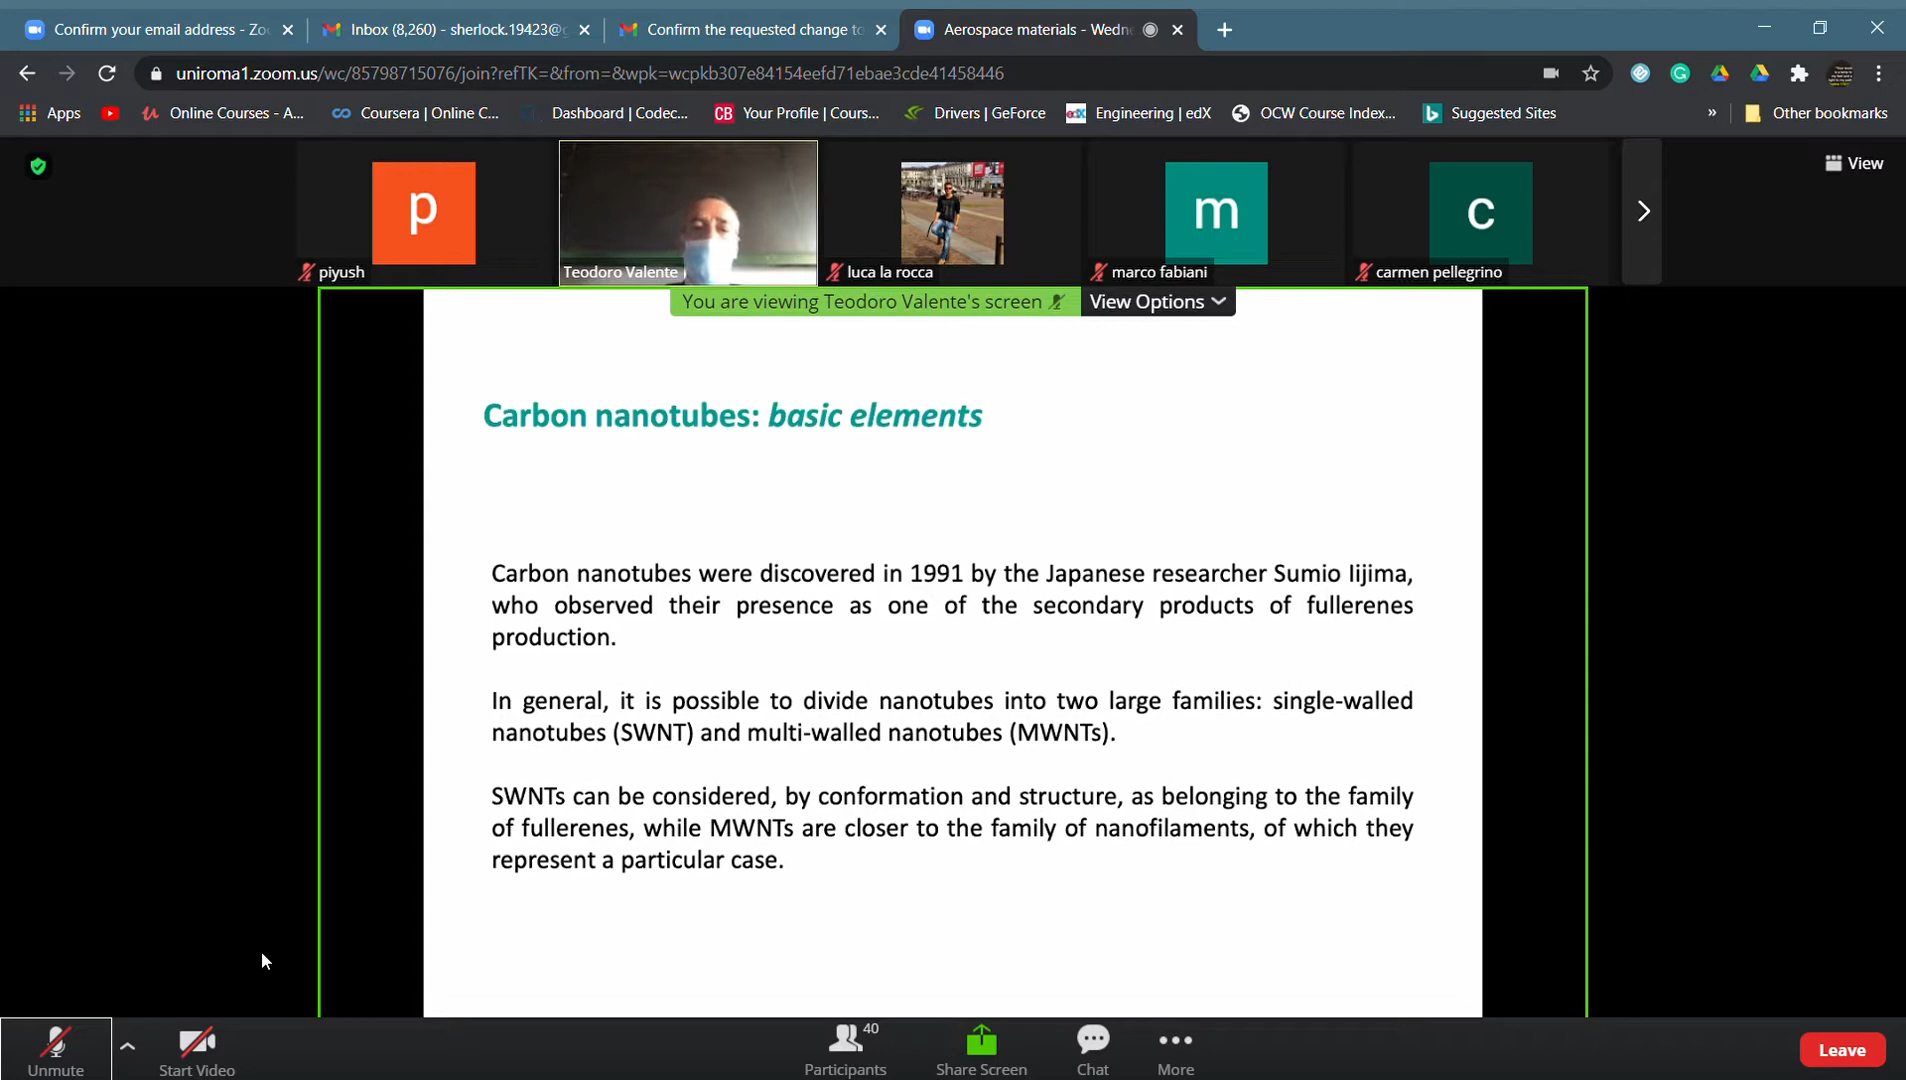 Confirm your email address - Zo
Inbox (8,260) - sherlock.19423@g
Confirm the requested change to
Aerospace materials - Wedn
uniroma1.zoom.us/wc/85798715076/join?refTK=&from=&wpk=wcpkb307e84154eefd71ebae3cde41458446
Apps
Online Courses - A...
Coursera | Online C...
Dashboard | Codec...
CB
Your Profile | Cours...
Drivers | GeForce
edX
Engineering | edX
OCW Course Index...
Suggested Sites
»
Other bookmarks
View
p
m
c
piyush
Teodoro Valente
luca la rocca
marco fabiani
carmen pellegrino
You are viewing Teodoro Valente's screen
View Options
Carbon nanotubes: basic elements
Carbon nanotubes were discovered in 1991 by the Japanese researcher Sumio Iijima,
who observed their presence as one of the secondary products of fullerenes
production.
In general, it is possible to divide nanotubes into two large families: single-walled
nanotubes (SWNT) and multi-walled nanotubes (MWNTs).
SWNTs can be considered, by conformation and structure, as belonging to the family
of fullerenes, while MWNTs are closer to the family of nanofilaments, of which they
represent a particular case.
Unmute
Start Video
40
Participants
Share Screen
Chat
More
Leave